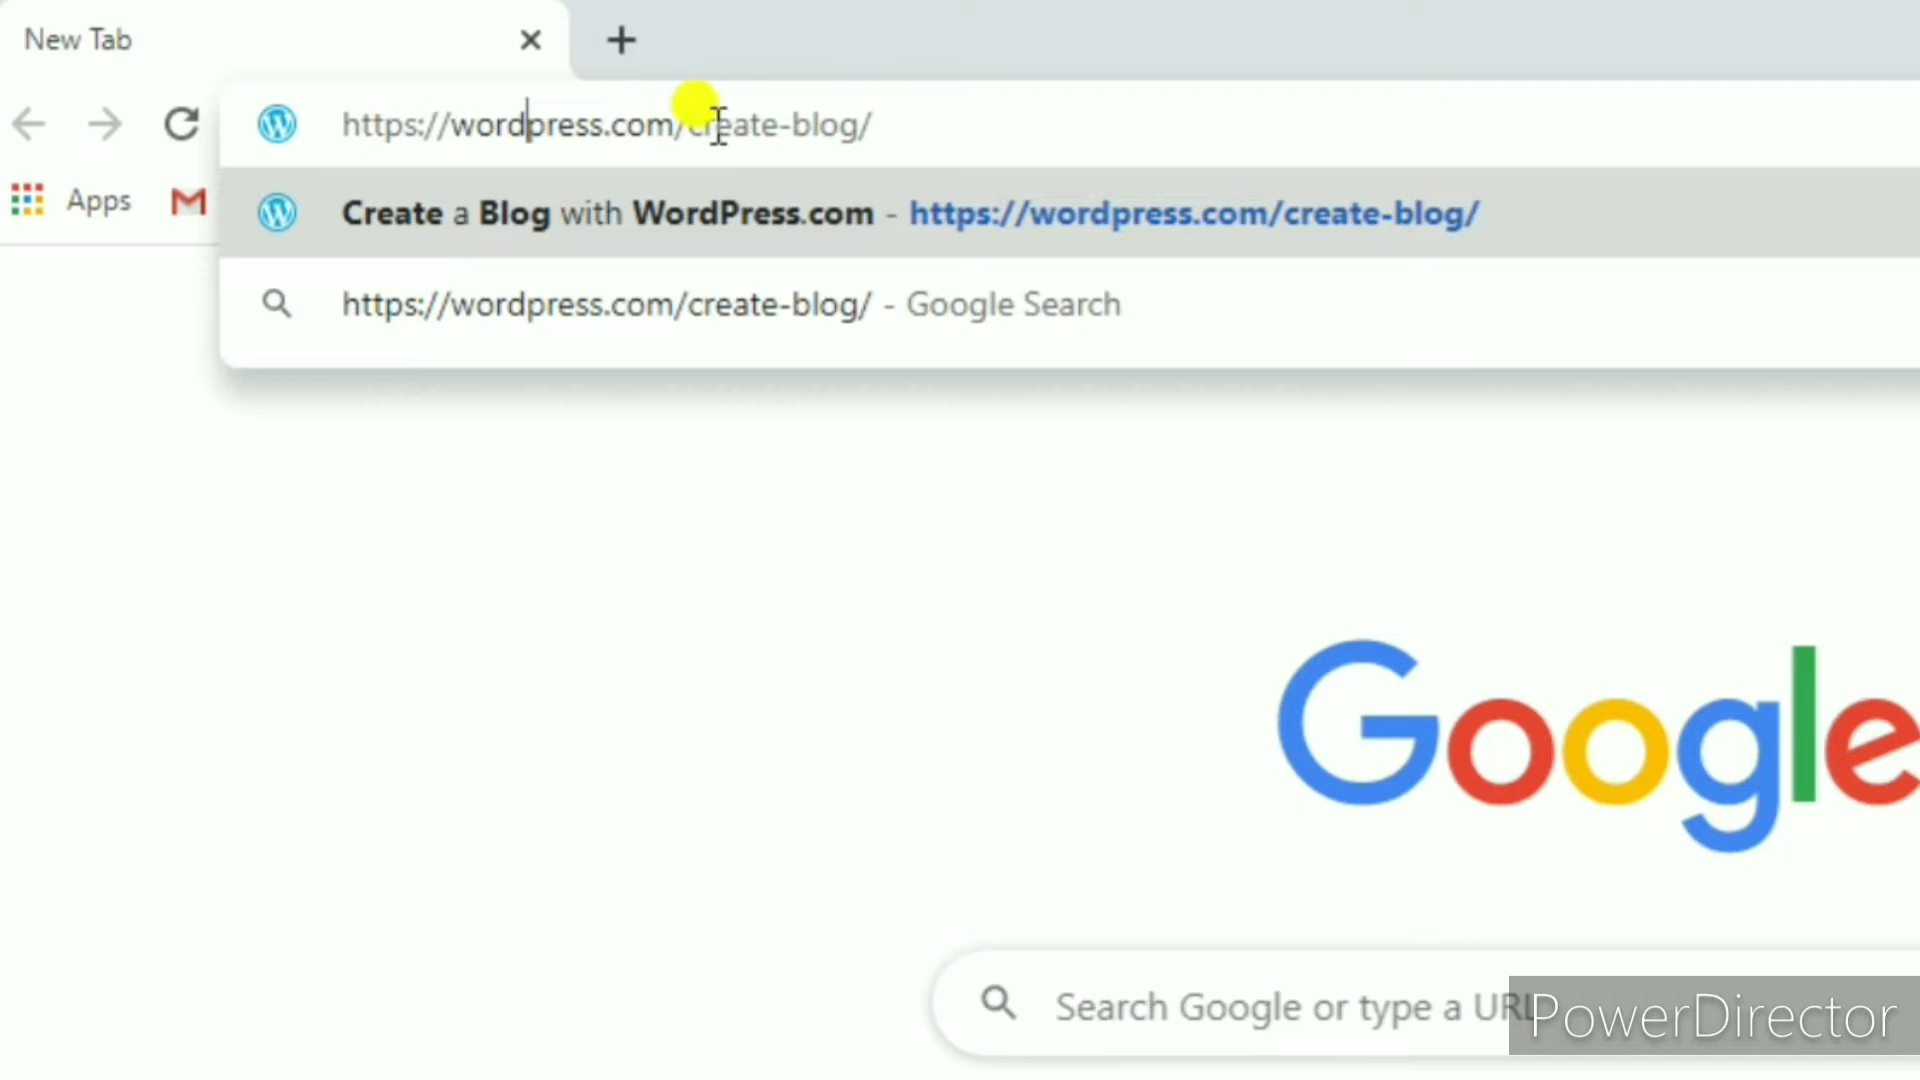 New Tab
https://wordpress.com/create-blog/
Apps
Create a Blog with WordPress.com - https://wordpress.com/create-blog/
https://wordpress.com/create-blog/ - Google Search
Google
Search Google or type a URL
PowerDirector